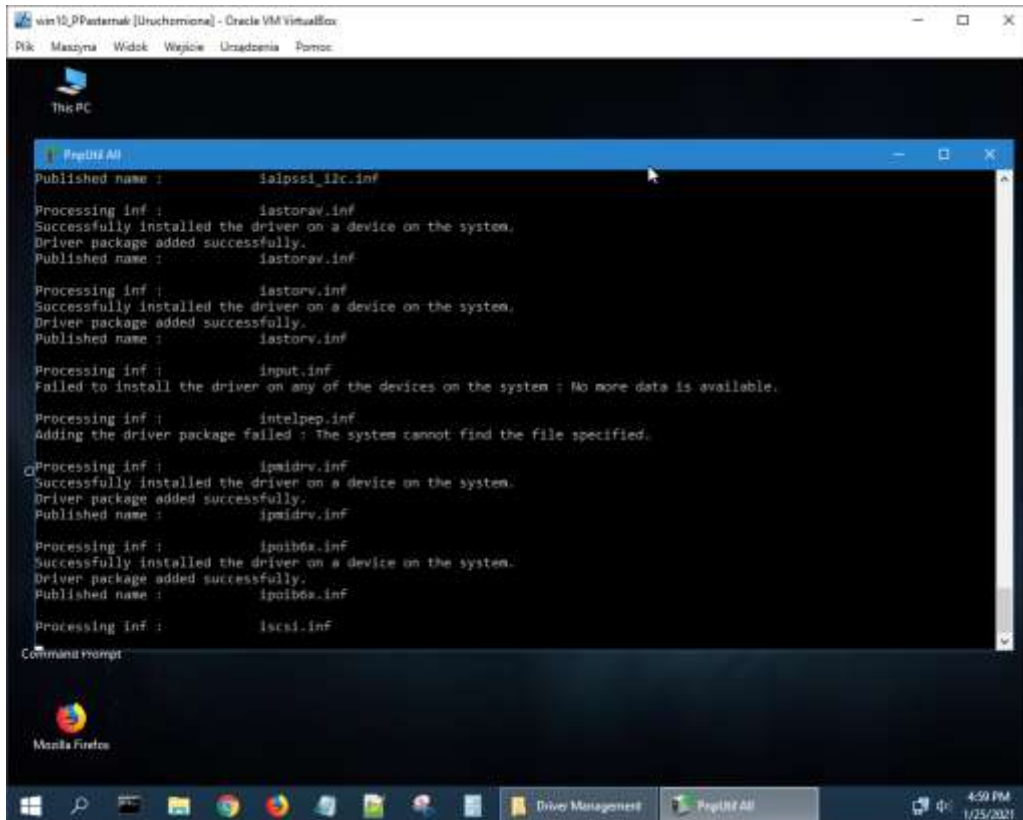 win10_PPasternak [Uruchomiona] - Oracle VM VirtualBox
Plik Maszyna Widok Wejście Urządzenia Pomoc
This PC
PnpUtil All
Published name : ialpssi_i2c.inf
Processing inf : iastorav.inf
Successfully installed the driver on a device on the system.
Driver package added successfully.
Published name : iastorav.inf
Processing inf : iastorv.inf
Successfully installed the driver on a device on the system.
Driver package added successfully.
Published name : iastorv.inf
Processing inf : input.inf
Failed to install the driver on any of the devices on the system : No more data is available.
Processing inf : intelpep.inf
Adding the driver package failed : The system cannot find the file specified.
Processing inf : ipmidrv.inf
Successfully installed the driver on a device on the system.
Driver package added successfully.
Published name : ipmidrv.inf
Processing inf : ipoib6x.inf
Successfully installed the driver on a device on the system.
Driver package added successfully.
Published name : ipoib6x.inf
Processing inf : iscsi.inf
Command Prompt
Mozilla Firefox
Driver Management
PnpUtil All
4:59 PM
1/25/2021